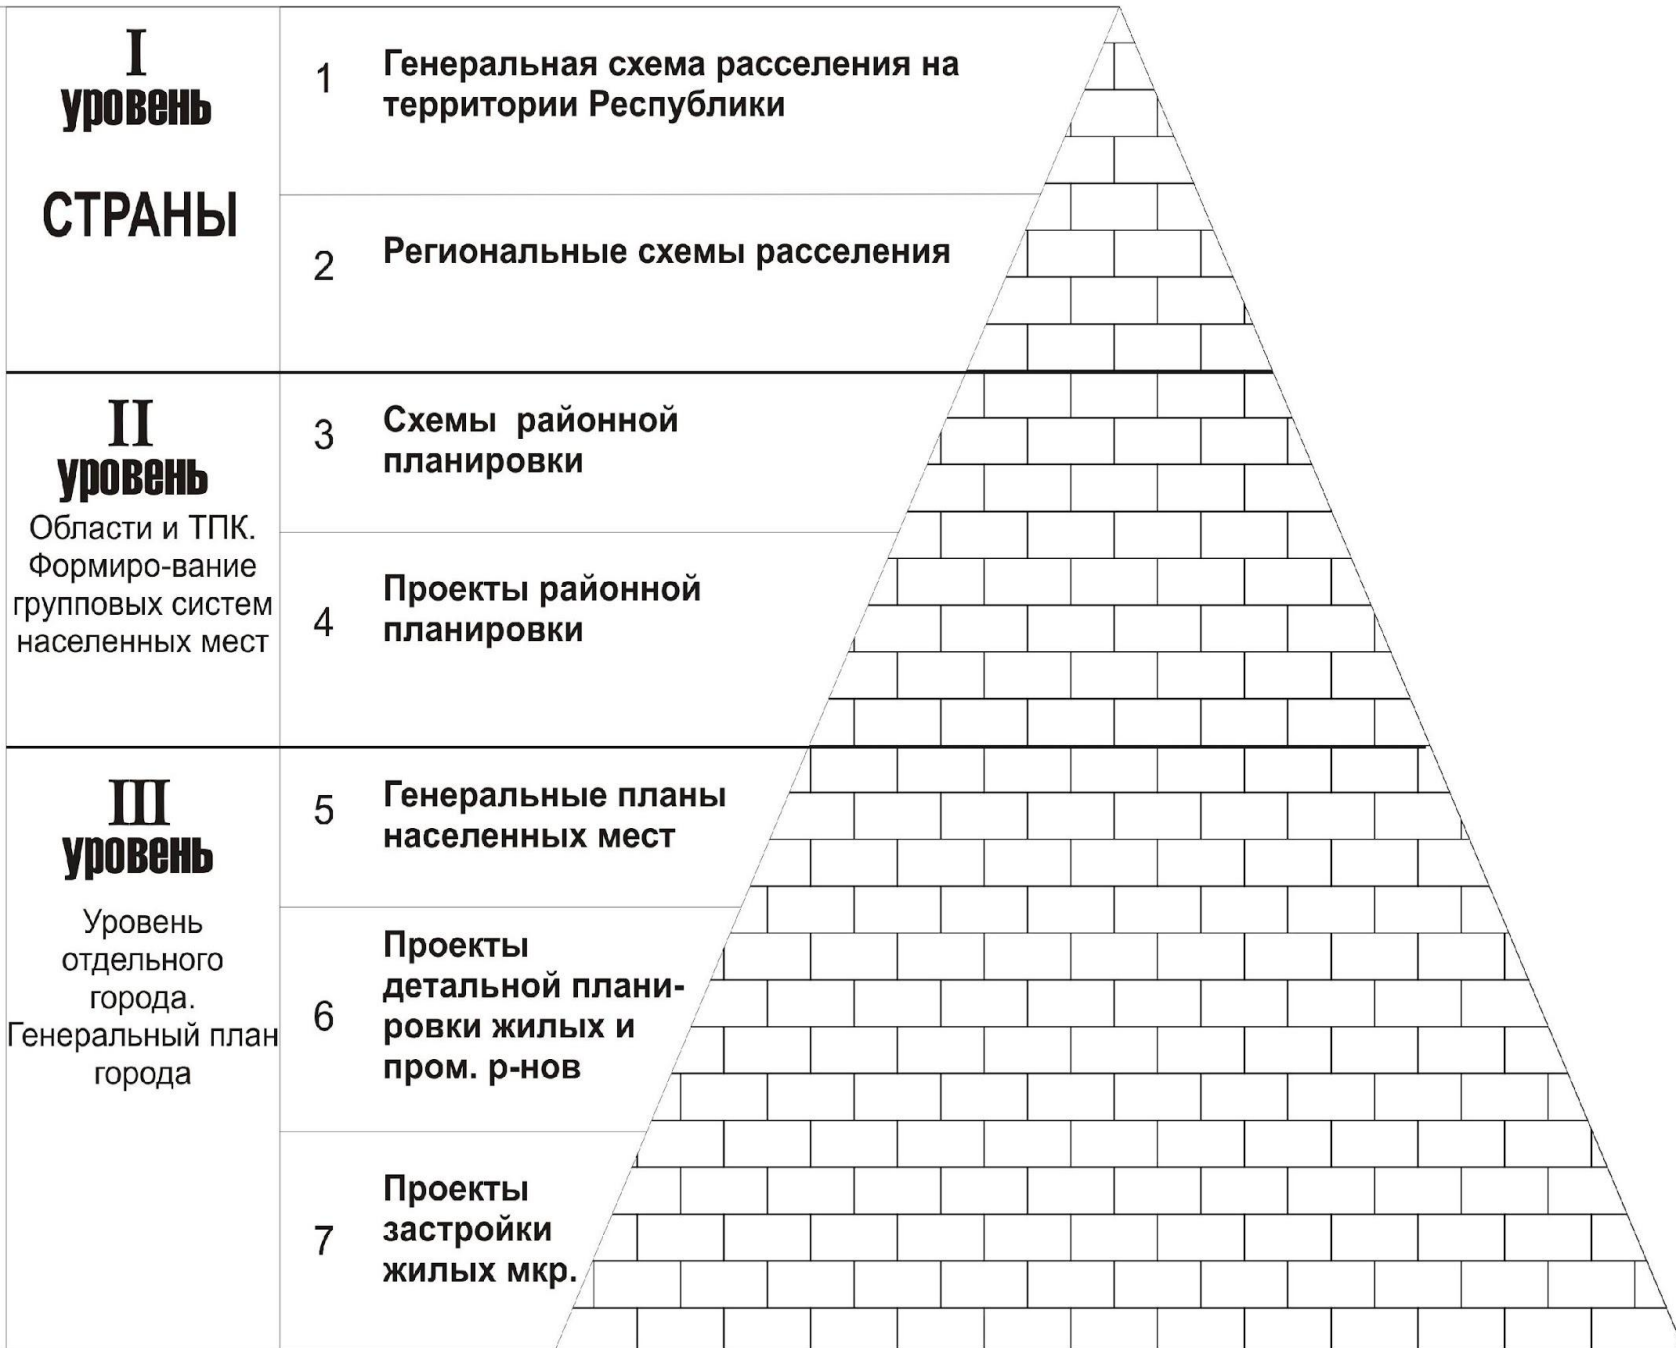 I
уровень
СТРАНЫ
1
Генеральная схема расселения на
территории Республики
2
Региональные схемы расселения
II
уровень
Области и ТПК.
Формиро-вание
групповых систем
населенных мест
3
Схемы районной
планировки
4
Проекты районной
планировки
III
уровень
Уровень
отдельного
города.
Генеральный план
города
5
Генеральные планы
населенных мест
6
Проекты
детальной плани-
ровки жилых и
пром. р-нов
7
Проекты
застройки
жилых мкр.